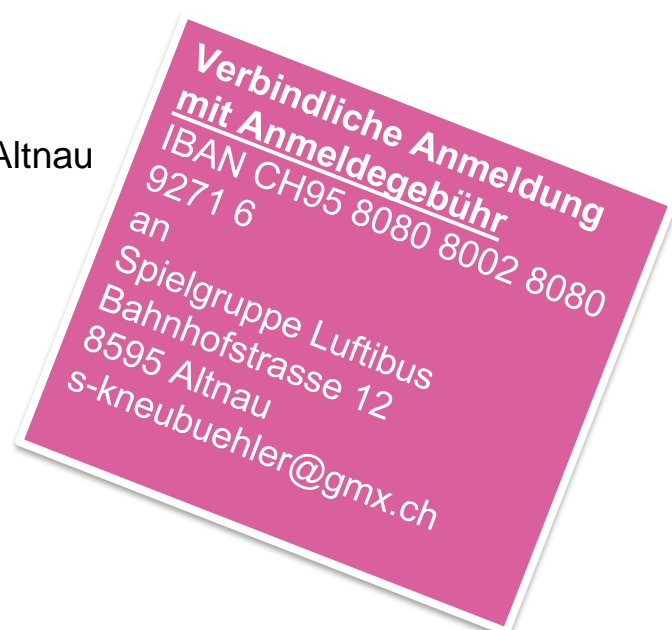 Altnau
Verbindliche Anmeldung
mit Anmeldegebühr
IBAN CH95 8080 8002 8080
9271 6
an
Spielgruppe Luftibus
Bahnhofstrasse 12
8595 Altnau
s-kneubuehler@gmx.ch